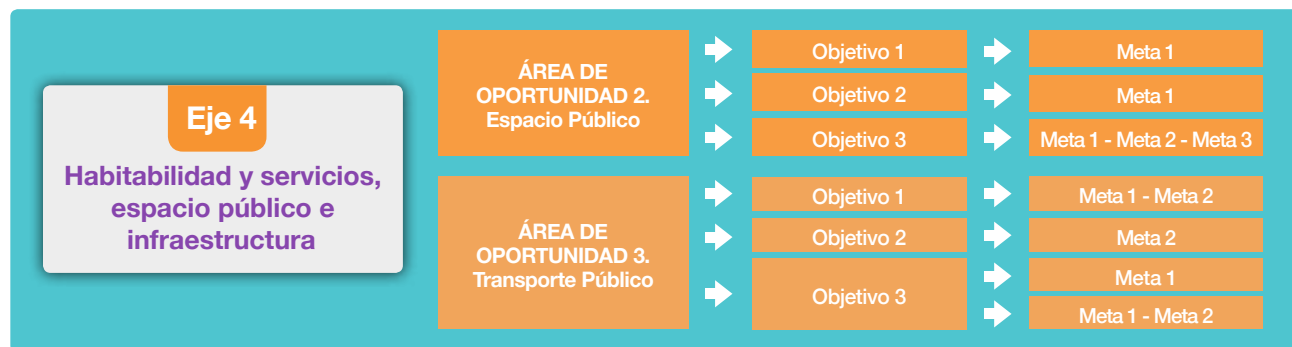 Eje 4
Habitabilidad y servicios,
espacio público e
infraestructura
ÁREA DE
OPORTUNIDAD 2.
Espacio Público
Objetivo 1
Meta 1
Objetivo 2
Meta 1
Objetivo 3
Meta 1 - Meta 2 - Meta 3
ÁREA DE
OPORTUNIDAD 3.
Transporte Público
Objetivo 1
Meta 1 - Meta 2
Objetivo 2
Meta 2
Objetivo 3
Meta 1
Meta 1 - Meta 2